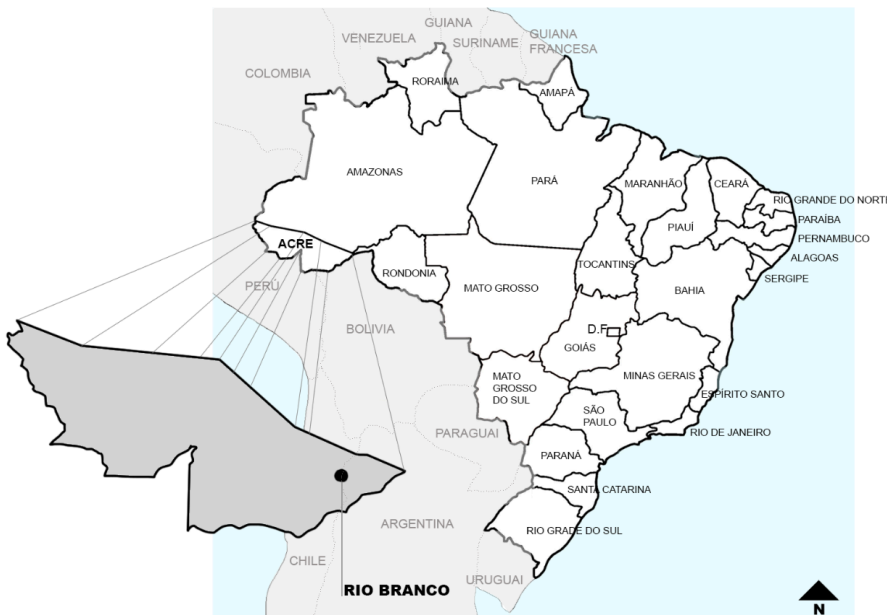 GUIANA
VENEZUELA
SURINAME
GUIANA
FRANCESA
COLOMBIA
RORAIMA
AMAPÁ
AMAZONAS
PARÁ
MARANHÃO
CEARÁ
RIO GRANDE DO NORTE
PARAÍBA
PIAUÍ
PERNAMBUCO
ACRE
ALAGOAS
TOCANTINS
RONDONIA
SERGIPE
PERÚ
MATO GROSSO
BAHIA
BOLIVIA
D.F
GOIÁS
MATO
GROSSO
DO SUL
MINAS GERAIS
ESPÍRITO SANTO
SÃO
PAULO
RIO DE JANEIRO
PARAGUAI
PARANÁ
SANTA CATARINA
ARGENTINA
RIO GRADE DO SUL
CHILE
URUGUAI
RIO BRANCO
N